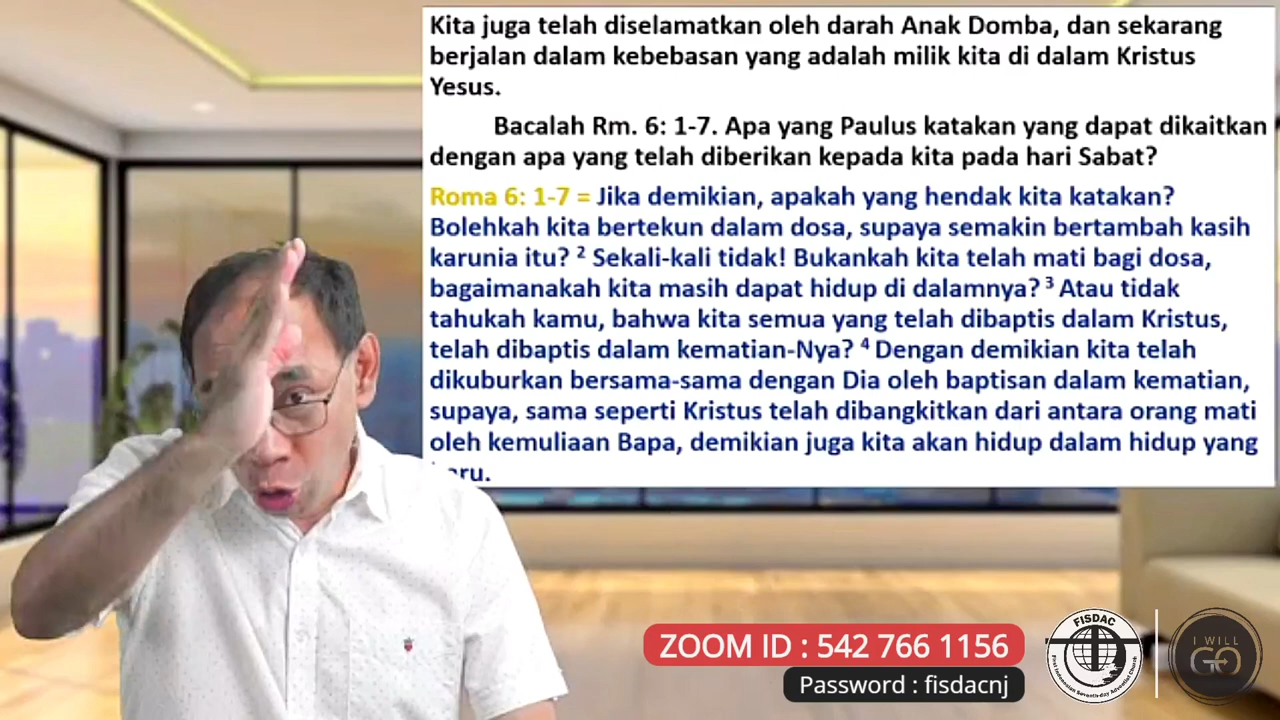 Kita juga telah diselamatkan oleh darah Anak Domba, dan sekarang
berjalan dalam kebebasan yang adalah milik kita di dalam Kristus
Yesus.
Bacalah Rm. 6: 1-7. Apa yang Paulus katakan yang dapat dikaitkan
dengan apa yang telah diberikan kepada kita pada hari Sabat?
Roma 6: 1-7 = Jika demikian, apakah yang hendak kita katakan?
Bolehkah kita bertekun dalam dosa, supaya semakin bertambah kasih
karunia itu? ² Sekali-kali tidak! Bukankah kita telah mati bagi dosa,
bagaimanakah kita masih dapat hidup di dalamnya? ³ Atau tidak
tahukah kamu, bahwa kita semua yang telah dibaptis dalam Kristus,
telah dibaptis dalam kematian-Nya? ⁴ Dengan demikian kita telah
dikuburkan bersama-sama dengan Dia oleh baptisan dalam kematian,
supaya, sama seperti Kristus telah dibangkitkan dari antara orang mati
oleh kemuliaan Bapa, demikian juga kita akan hidup dalam hidup yang
ZOOM ID : 542 766 1156
Password : fisdacnj
FISDAC
First Indonesian Seventh-day Adventist Church
I WILL
GO